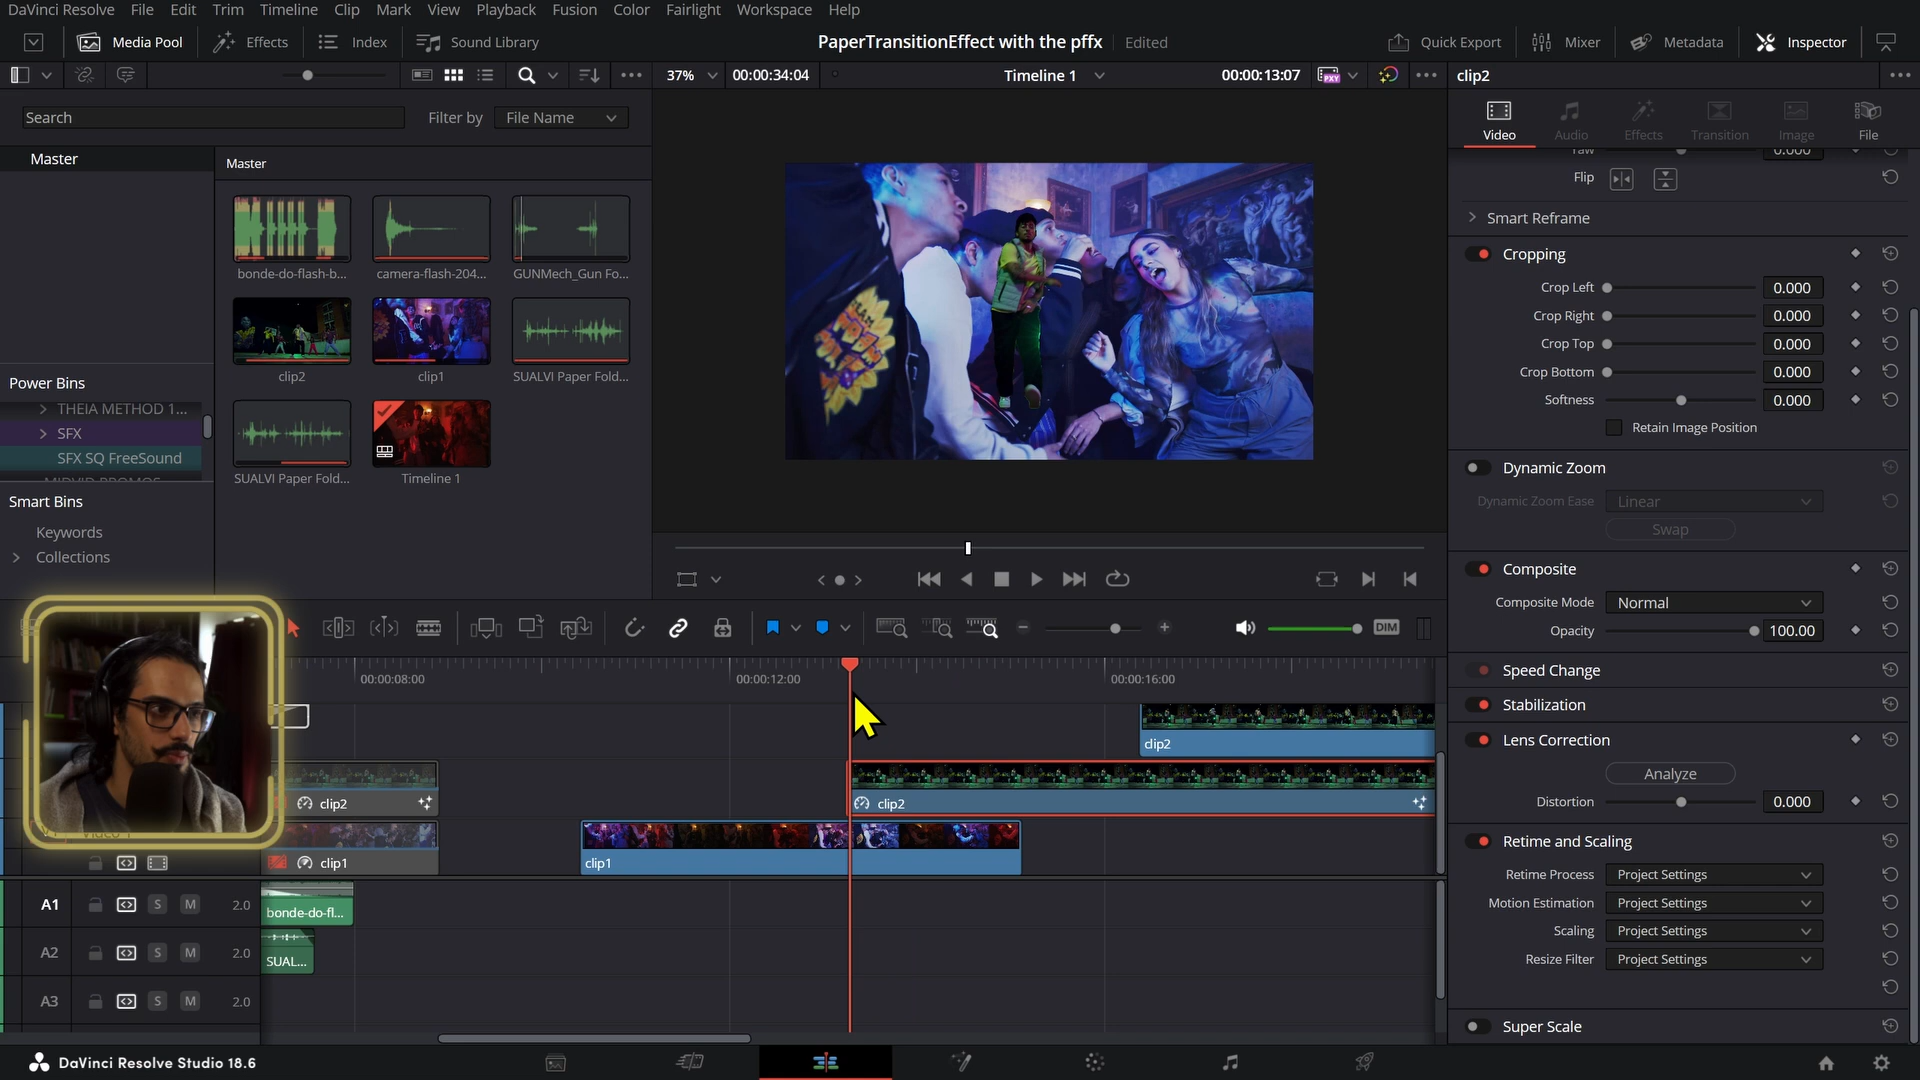 DaVinci Resolve File Edit Trim Timeline Clip Mark View Playback Fusion Color Fairlight Workspace Help
Media Pool Effects Index Sound Library PaperTransitionEffect with the pffx Edited Quick Export Mixer Metadata Inspector
37% 00:00:34:04 Timeline 1 00:00:13:07 PXY clip2
Search Filter by File Name
Video Audio Effects Transition Image File
Master
Master
bonde-do-flash-b... camera-flash-204... GUNMech_Gun Fo...
clip2 clip1 SUALVI Paper Fold...
SUALVI Paper Fold... Timeline 1
Power Bins
THEIA METHOD 1...
SFX
SFX SQ FreeSound
Smart Bins
Keywords
Collections
Yaw 0.000
Flip
Smart Reframe
Cropping
Crop Left 0.000
Crop Right 0.000
Crop Top 0.000
Crop Bottom 0.000
Softness 0.000
Retain Image Position
Dynamic Zoom
Dynamic Zoom Ease Linear
Swap
Composite
Composite Mode Normal
Opacity 100.00
Speed Change
Stabilization
Lens Correction
Analyze
Distortion 0.000
Retime and Scaling
Retime Process Project Settings
Motion Estimation Project Settings
Scaling Project Settings
Resize Filter Project Settings
Super Scale
DIM
00:00:08:00 00:00:12:00 00:00:16:00
clip2
clip2 clip2
clip1 clip1
A1 S M 2.0 bonde-do-fl...
A2 S M 2.0 SUAL...
A3 S M 2.0
DaVinci Resolve Studio 18.6